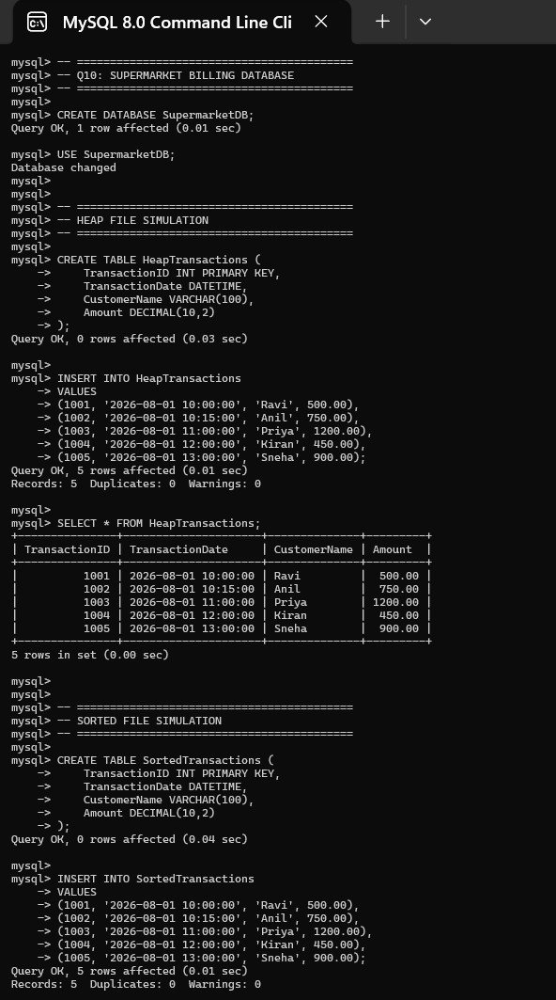 MySQL 8.0 Command Line Cli
mysql> -- ==========================================
mysql> -- Q10: SUPERMARKET BILLING DATABASE
mysql> -- ==========================================
mysql>
mysql> CREATE DATABASE SupermarketDB;
Query OK, 1 row affected (0.01 sec)
mysql> USE SupermarketDB;
Database changed
mysql>
mysql>
mysql> -- ==========================================
mysql> -- HEAP FILE SIMULATION
mysql> -- ==========================================
mysql>
mysql> CREATE TABLE HeapTransactions (
    ->     TransactionID INT PRIMARY KEY,
    ->     TransactionDate DATETIME,
    ->     CustomerName VARCHAR(100),
    ->     Amount DECIMAL(10,2)
    -> );
Query OK, 0 rows affected (0.03 sec)
mysql>
mysql> INSERT INTO HeapTransactions
    -> VALUES
    -> (1001, '2026-08-01 10:00:00', 'Ravi', 500.00),
    -> (1002, '2026-08-01 10:15:00', 'Anil', 750.00),
    -> (1003, '2026-08-01 11:00:00', 'Priya', 1200.00),
    -> (1004, '2026-08-01 12:00:00', 'Kiran', 450.00),
    -> (1005, '2026-08-01 13:00:00', 'Sneha', 900.00);
Query OK, 5 rows affected (0.01 sec)
Records: 5  Duplicates: 0  Warnings: 0
mysql>
mysql> SELECT * FROM HeapTransactions;
+---------------+---------------------+--------------+---------+
| TransactionID | TransactionDate     | CustomerName | Amount  |
+---------------+---------------------+--------------+---------+
|          1001 | 2026-08-01 10:00:00 | Ravi         |  500.00 |
|          1002 | 2026-08-01 10:15:00 | Anil         |  750.00 |
|          1003 | 2026-08-01 11:00:00 | Priya        | 1200.00 |
|          1004 | 2026-08-01 12:00:00 | Kiran        |  450.00 |
|          1005 | 2026-08-01 13:00:00 | Sneha        |  900.00 |
+---------------+---------------------+--------------+---------+
5 rows in set (0.00 sec)
mysql>
mysql>
mysql> -- ==========================================
mysql> -- SORTED FILE SIMULATION
mysql> -- ==========================================
mysql>
mysql> CREATE TABLE SortedTransactions (
    ->     TransactionID INT PRIMARY KEY,
    ->     TransactionDate DATETIME,
    ->     CustomerName VARCHAR(100),
    ->     Amount DECIMAL(10,2)
    -> );
Query OK, 0 rows affected (0.04 sec)
mysql>
mysql> INSERT INTO SortedTransactions
    -> VALUES
    -> (1001, '2026-08-01 10:00:00', 'Ravi', 500.00),
    -> (1002, '2026-08-01 10:15:00', 'Anil', 750.00),
    -> (1003, '2026-08-01 11:00:00', 'Priya', 1200.00),
    -> (1004, '2026-08-01 12:00:00', 'Kiran', 450.00),
    -> (1005, '2026-08-01 13:00:00', 'Sneha', 900.00);
Query OK, 5 rows affected (0.01 sec)
Records: 5  Duplicates: 0  Warnings: 0